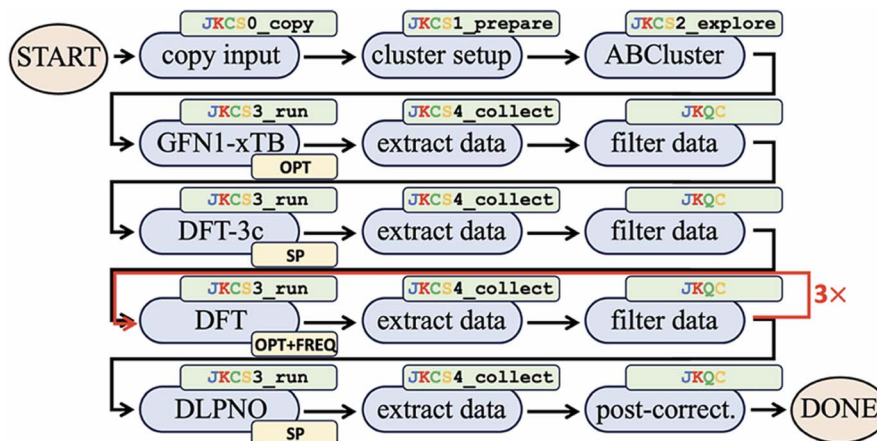 JKCS0_copy JKCS1_prepare JKCS2_explore
START copy input cluster setup ABCluster
JKCS3_run JKCS4_collect JKQC
GFN1-xTB extract data filter data
OPT
JKCS3_run JKCS4_collect JKQC
DFT-3c extract data filter data
SP
JKCS3_run JKCS4_collect JKQC
3×
DFT extract data filter data
OPT+FREQ
JKCS3_run JKCS4_collect JKQC
DLPNO extract data post-correct. DONE
SP